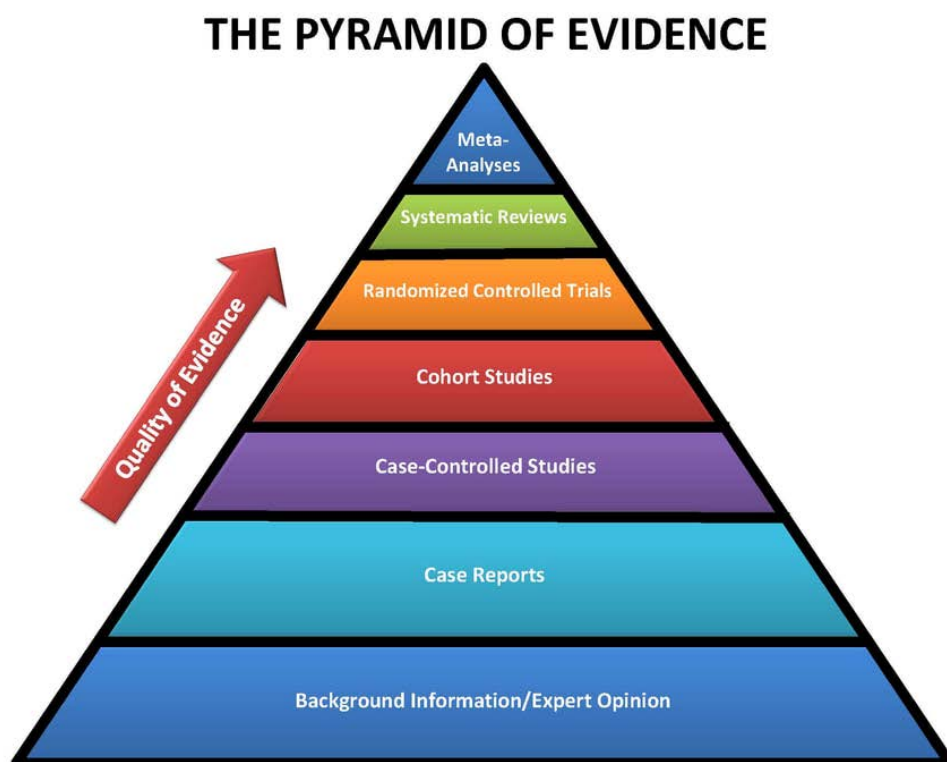 THE PYRAMID OF EVIDENCE
Meta-
Analyses
Systematic Reviews
Randomized Controlled Trials
Quality of Evidence
Cohort Studies
Case-Controlled Studies
Case Reports
Background Information/Expert Opinion